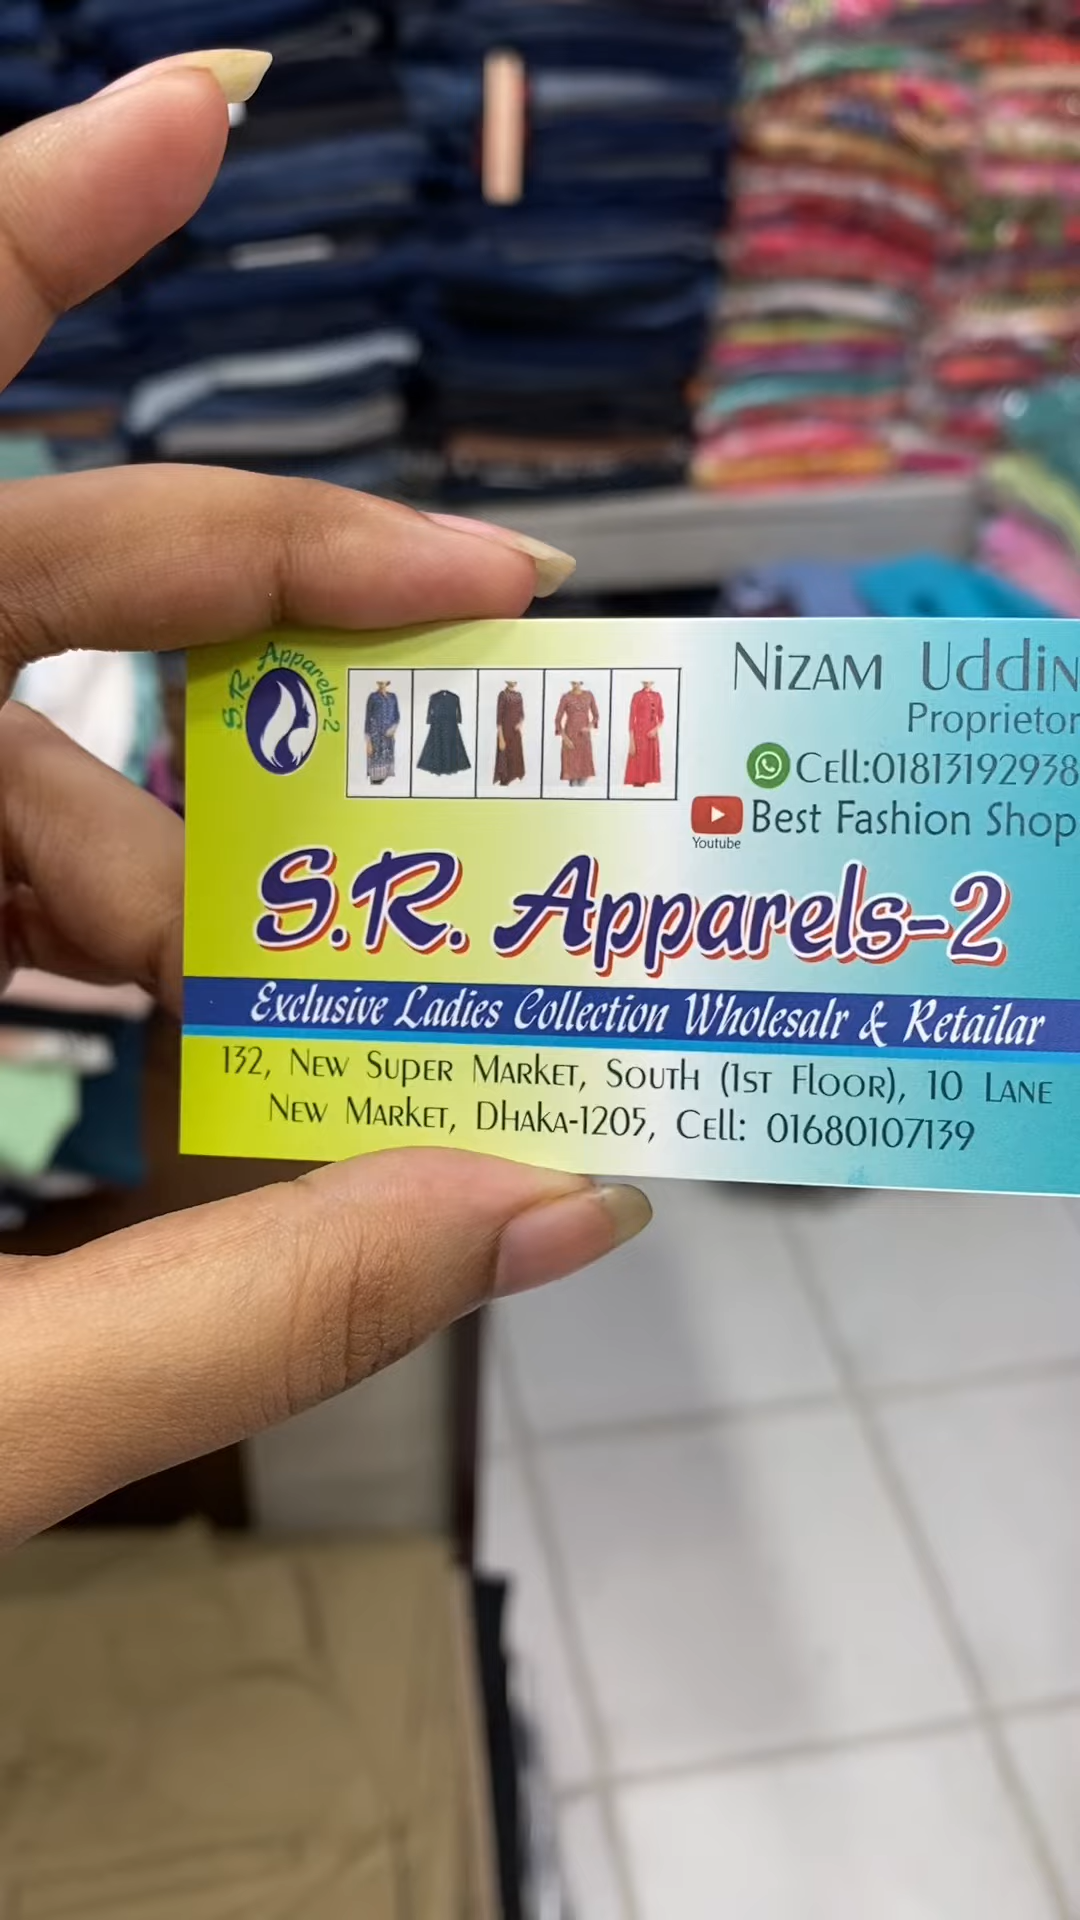 S.R. Apparels-2
Nizam Uddin
Proprietor
Cell:01813192938
Best Fashion Shop
Youtube
S.R. Apparels-2
Exclusive Ladies Collection Wholesalr & Retailar
132, New Super Market, South (1st Floor), 10 Lane
New Market, Dhaka-1205, Cell: 01680107139